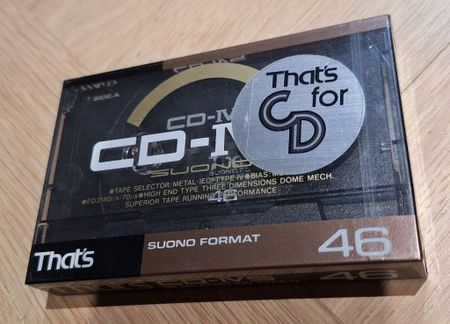 SIDE-A
That's
for
CD
CD-IV
CD-
SUONO
●TAPE SELECTOR: METAL·IEC TYPE IV●BIAS:
●EQ:3180μs/70μs●HIGH END TYPE THREE DIMENSIONS DOME MECH.
SUPERIOR TAPE RUNNING PERFORMANCE
46
That's
SUONO FORMAT
46